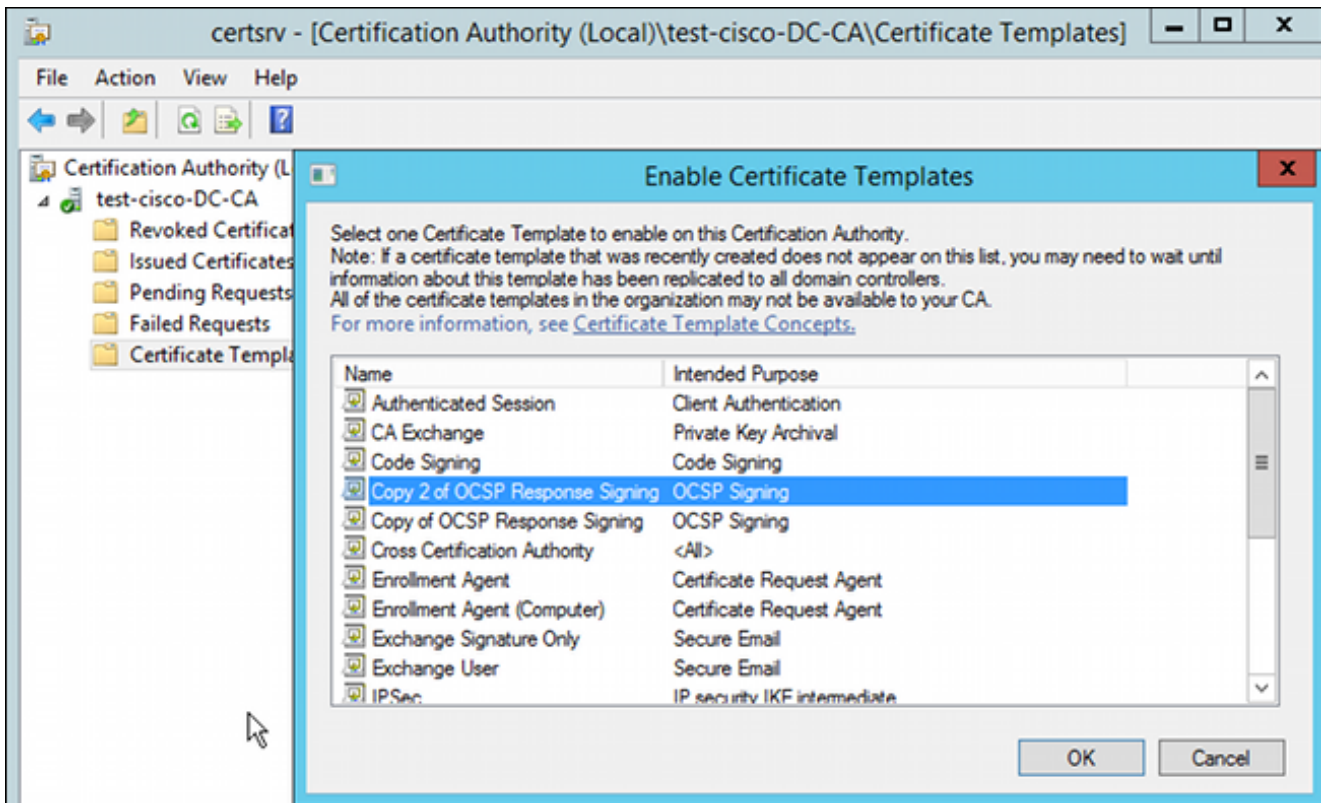 certsrv - [Certification Authority (Local)\test-cisco-DC-CA\Certificate Templates]
File Action View Help
Certification Authority (L
test-cisco-DC-CA
Revoked Certificat
Issued Certificates
Pending Requests
Failed Requests
Certificate Templa
Enable Certificate Templates
x
Select one Certificate Template to enable on this Certification Authority.
Note: If a certificate template that was recently created does not appear on this list, you may need to wait until
information about this template has been replicated to all domain controllers.
All of the certificate templates in the organization may not be available to your CA.
For more information, see Certificate Template Concepts.
Name Intended Purpose
Authenticated Session Client Authentication
CA Exchange Private Key Archival
Code Signing Code Signing
Copy 2 of OCSP Response Signing OCSP Signing
Copy of OCSP Response Signing OCSP Signing
Cross Certification Authority <All>
Enrollment Agent Certificate Request Agent
Enrollment Agent (Computer) Certificate Request Agent
Exchange Signature Only Secure Email
Exchange User Secure Email
IPSec IP security IKE intermediate
OK Cancel